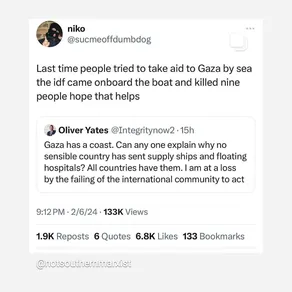 niko
@sucmeoffdumbdog
Last time people tried to take aid to Gaza by sea
the idf came onboard the boat and killed nine
people hope that helps
Oliver Yates @Integritynow2 · 15h
Gaza has a coast. Can any one explain why no
sensible country has sent supply ships and floating
hospitals? All countries have them. I am at a loss
by the failing of the international community to act
9:12 PM · 2/6/24 · 133K Views
1.9K Reposts 6 Quotes 6.8K Likes 133 Bookmarks
@notsouthernmarxist